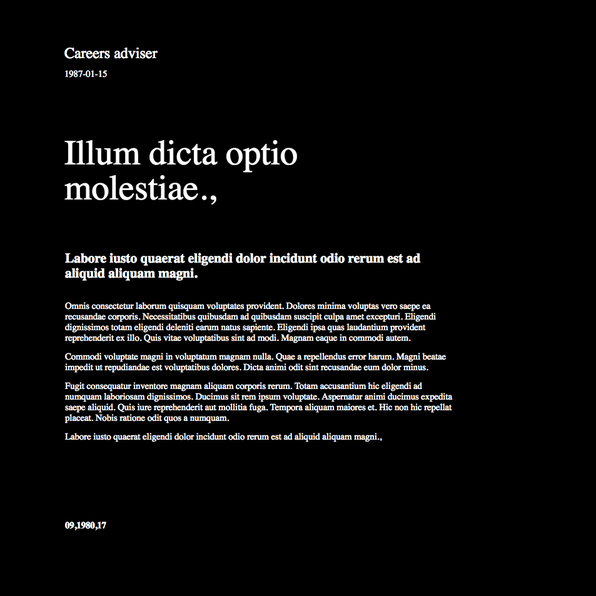 Careers adviser
1987-01-15
Illum dicta optio
molestiae.,
Labore iusto quaerat eligendi dolor incidunt odio rerum est ad
aliquid aliquam magni.
Omnis consectetur laborum quisquam voluptates provident. Dolores minima voluptas vero saepe ea
recusandae corporis. Necessitatibus quibusdam ad quibusdam suscipit culpa amet excepturi. Eligendi
dignissimos totam eligendi deleniti earum natus sapiente. Eligendi ipsa quas laudantium provident
reprehenderit ex illo. Quis vitae voluptatibus sint ad modi. Magnam eaque in commodi autem.
Commodi voluptate magni in voluptatum magnam nulla. Quae a repellendus error harum. Magni beatae
impedit ut repudiandae est voluptatibus dolores. Dicta animi odit sint recusandae eum dolor minus.
Fugit consequatur inventore magnam aliquam corporis rerum. Totam accusantium hic eligendi ad
numquam laboriosam dignissimos. Ducimus sit rem ipsum voluptate. Aspernatur animi ducimus expedita
saepe aliquid. Quis iure reprehenderit aut mollitia fuga. Tempora aliquam maiores et. Hic non hic repellat
placeat. Nobis ratione odit quos a numquam.
Labore iusto quaerat eligendi dolor incidunt odio rerum est ad aliquid aliquam magni.,
09,1980,17